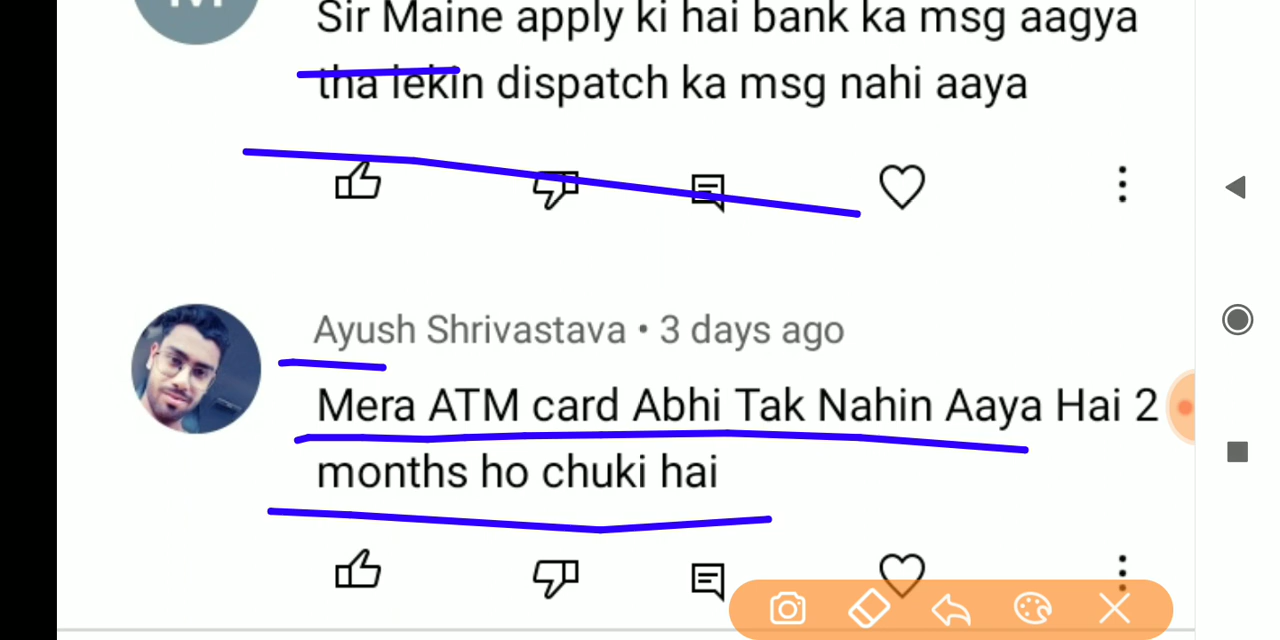 Sir Maine apply ki hai bank ka msg aagya
tha lekin dispatch ka msg nahi aaya
Ayush Shrivastava • 3 days ago
Mera ATM card Abhi Tak Nahin Aaya Hai 2
months ho chuki hai